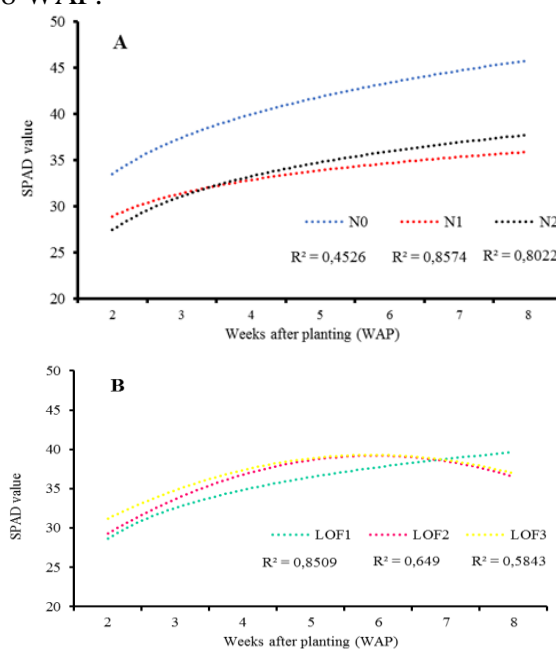 8 WAP.
A
50
45
40
35
30
25
20
SPAD value
N0 N1 N2
R² = 0,4526 R² = 0,8574 R² = 0,8022
2 3 4 5 6 7 8
Weeks after planting (WAP)
B
50
45
40
35
30
25
20
SPAD value
LOF1 LOF2 LOF3
R² = 0,8509 R² = 0,649 R² = 0,5843
2 3 4 5 6 7 8
Weeks after planting (WAP)